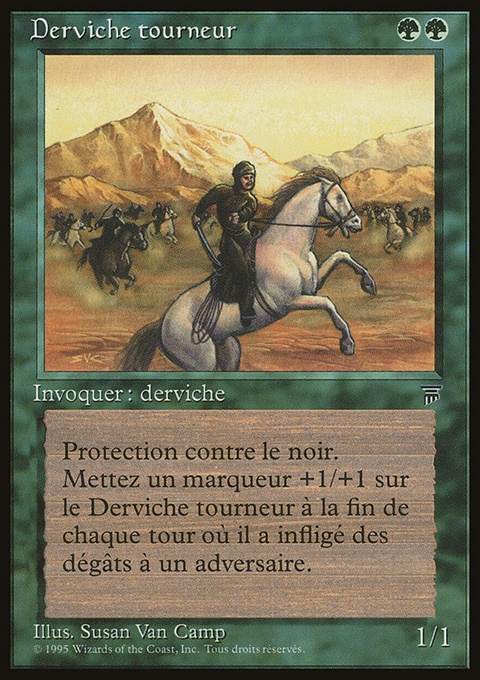 Derviche tourneur
SVC
Invoquer : derviche
Protection contre le noir.
Mettez un marqueur +1/+1 sur
le Derviche tourneur à la fin de
chaque tour où il a infligé des
dégâts à un adversaire.
Illus. Susan Van Camp
1/1
© 1995 Wizards of the Coast, Inc. Tous droits réservés.